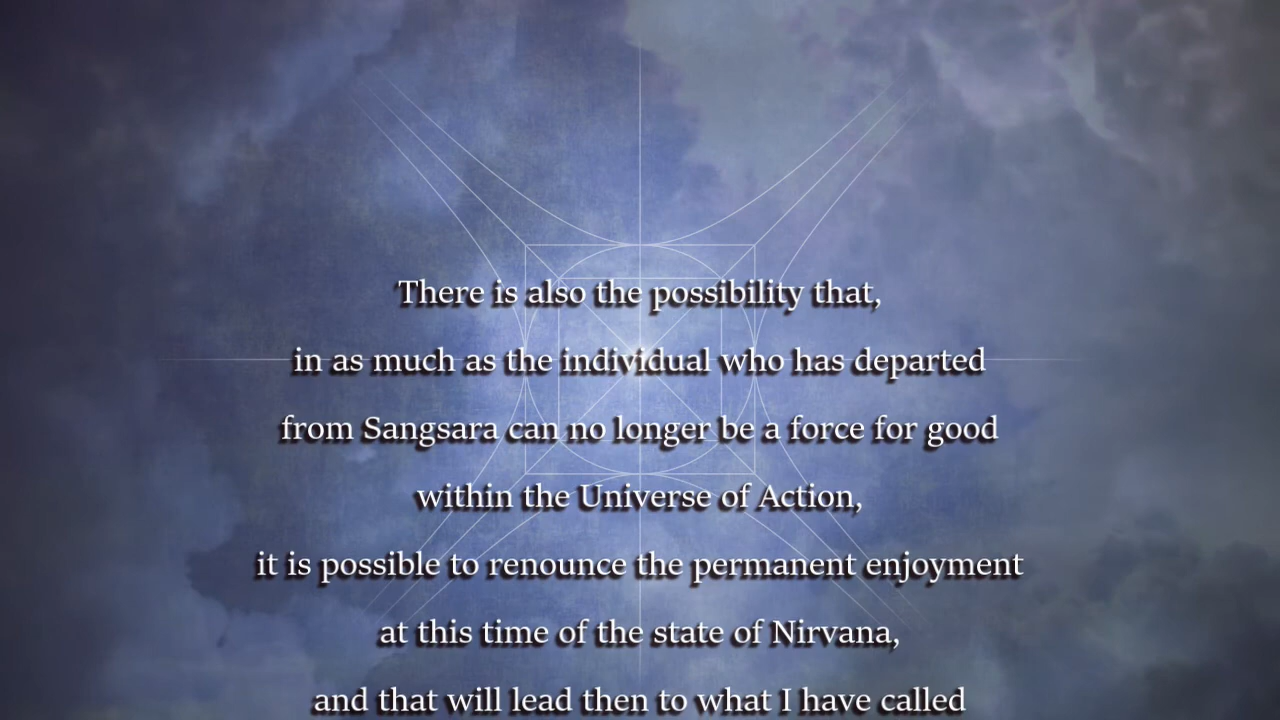 There is also the possibility that,
in as much as the individual who has departed
from Sangsara can no longer be a force for good
within the Universe of Action,
it is possible to renounce the permanent enjoyment
at this time of the state of Nirvana,
and that will lead then to what I have called